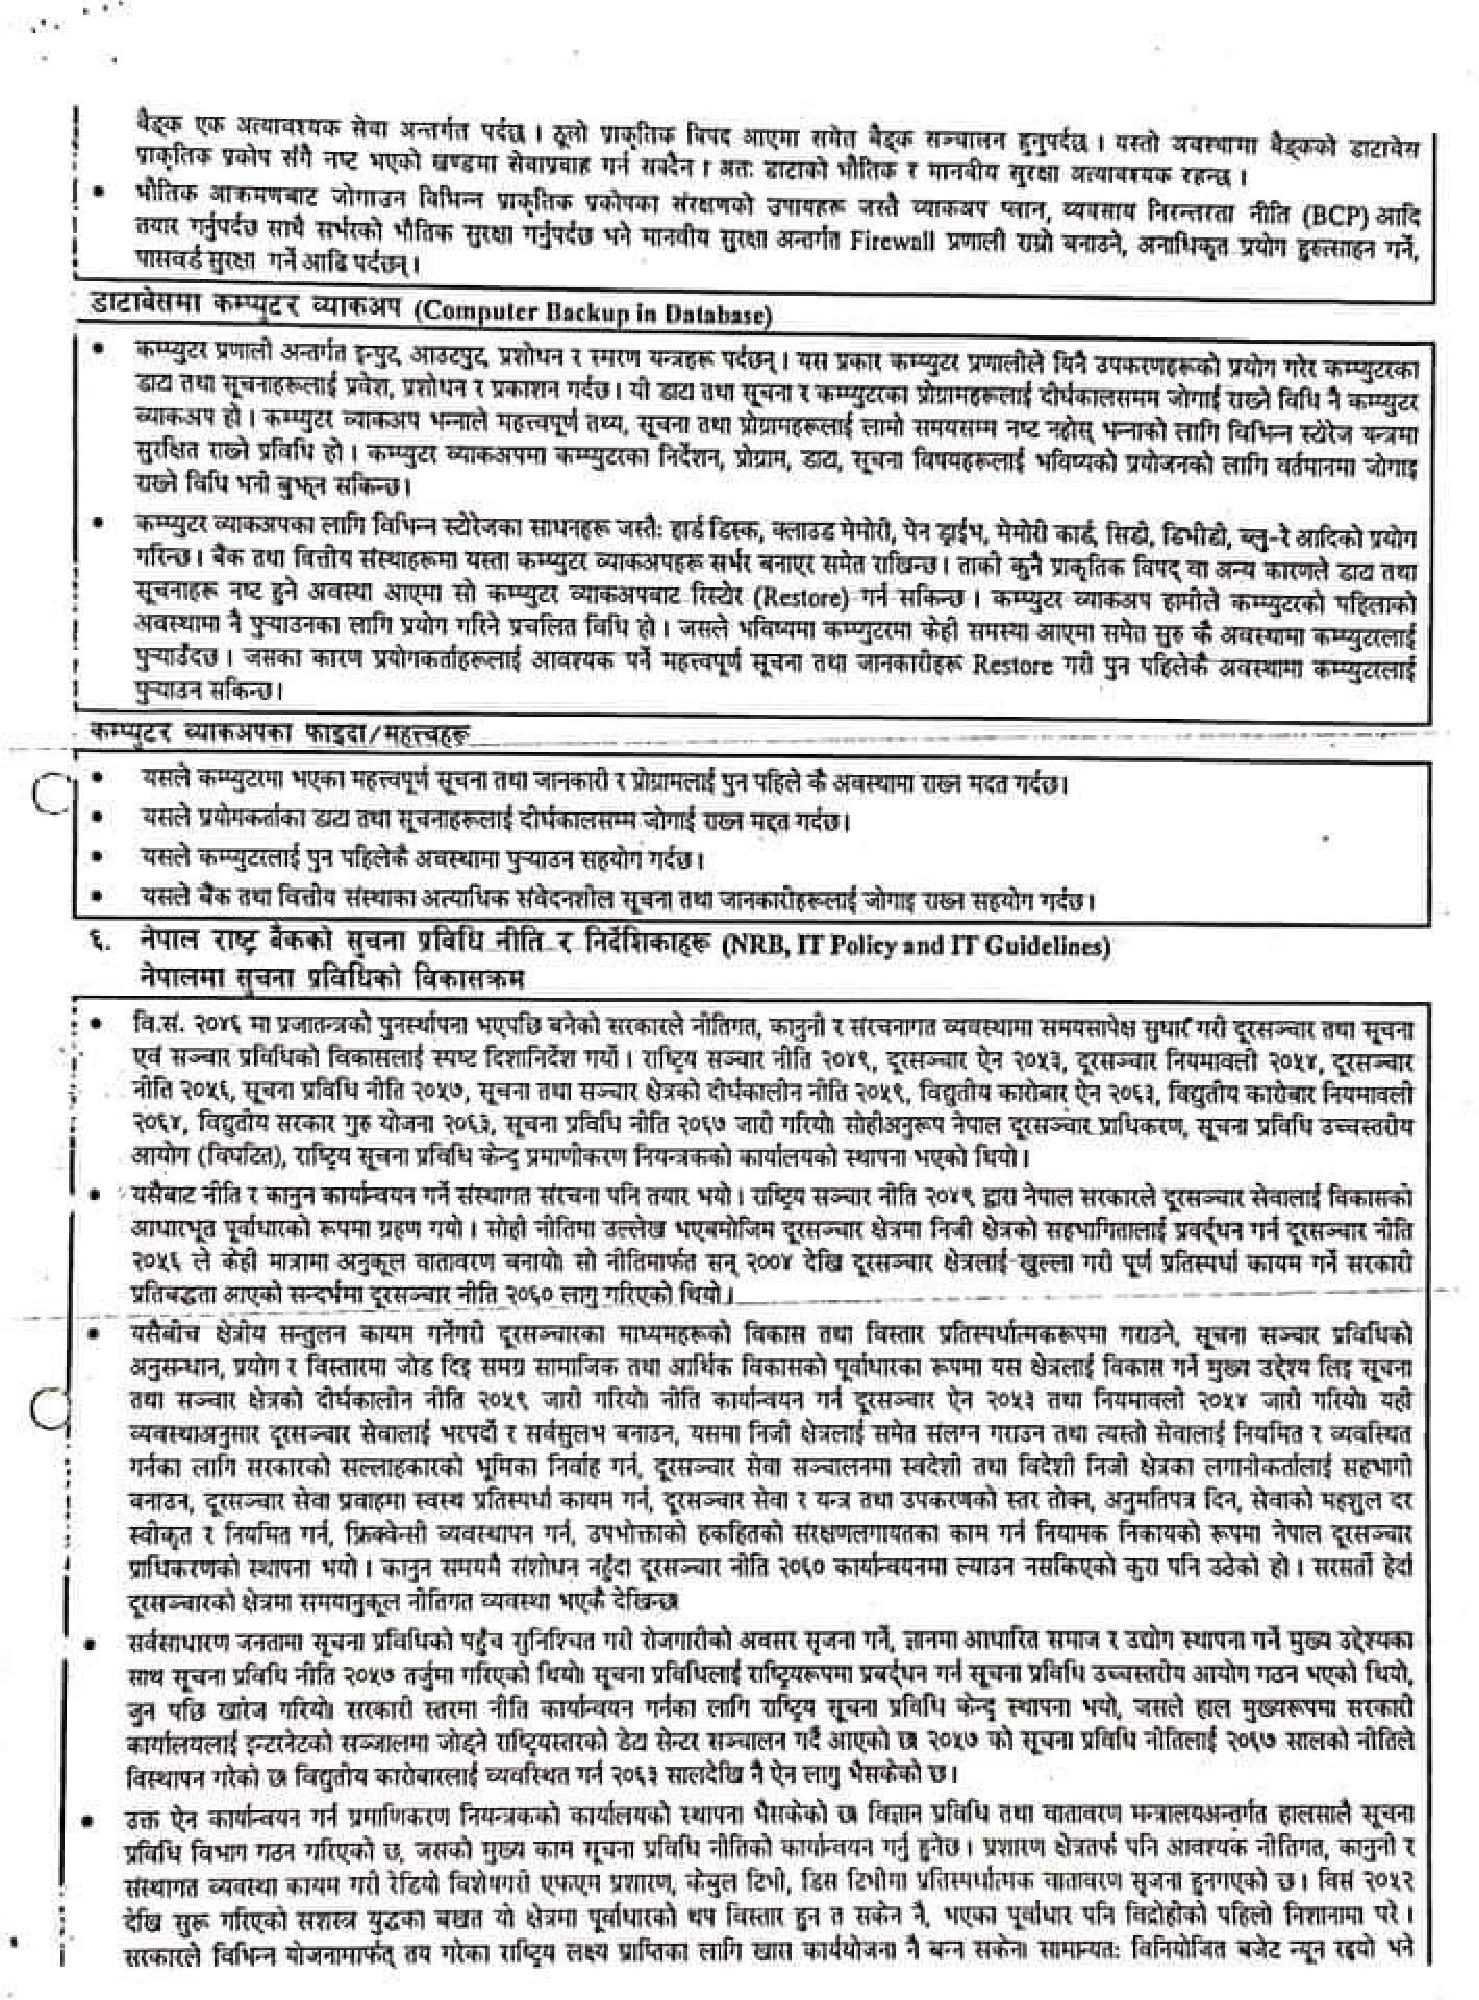 बैङ्क एक अत्यावश्यक सेवा अन्तर्गत पर्दछ । ठूलो प्राकृतिक विपद आएमा समेत बैङ्क सञ्चालन हुनुपर्दछ । यस्तो अवस्थामा बैङ्कको डाटावेस
प्राकृतिक प्रकोप संगै नष्ट भएको खण्डमा सेवाप्रवाह गर्न सक्दैन । अतः डाटाको भौतिक र मानवीय सुरक्षा अत्यावश्यक रहन्छ ।
• भौतिक आक्रमणबाट जोगाउन विभिन्न प्राकृतिक प्रकोपका संरक्षणको उपायहरू जस्तै व्याकअप प्लान, व्यवसाय निरन्तरता नीति (BCP) आदि
तयार गर्नुपर्दछ साथै सर्भरको भौतिक सुरक्षा गर्नुपर्दछ भने मानवीय सुरक्षा अन्तर्गत Firewall प्रणाली राम्रो बनाउने, अनाधिकृत प्रयोग हुरुत्साहन गर्ने,
पासवर्ड सुरक्षा गर्ने आदि पर्दछन् ।
डाटावेसमा कम्प्युटर व्याकअप (Computer Backup in Database)
• कम्प्युटर प्रणाली अन्तर्गत इन्पुट, आउटपुट, प्रशोधन र स्मरण यन्त्रहरू पर्दछन् । यस प्रकार कम्प्युटर प्रणालीले यिनै उपकरणहरूको प्रयोग गरेर कम्प्युटरका
डाटा तथा सूचनाहरूलाई प्रवेश, प्रशोधन र प्रकाशन गर्दछ । यी डाटा तथा सूचना र कम्प्युटरका प्रोग्रामहरूलाई दीर्घकालसमम जोगाई राख्ने विधि नै कम्प्युटर
व्याकअप हो । कम्प्युटर व्याकअप भन्नाले महत्त्वपूर्ण तथ्य, सूचना तथा प्रोग्रामहरूलाई लामो समयसम्म नष्ट नहोस् भन्नाको लागि विभिन्न स्टोरेज यन्त्रमा
सुरक्षित राख्ने प्रविधि हो । कम्प्युटर व्याकअपमा कम्प्युटरका निर्देशन, प्रोग्राम, डाटा, सूचना विषयहरूलाई भविष्यको प्रयोजनको लागि वर्तमानमा जोगाइ
राख्ने विधि भनी बुझ्न सकिन्छ।
• कम्प्युटर व्याकअपका लागि विभिन्न स्टोरेजका साधनहरू जस्तैः हार्ड डिस्क, क्लाउड मेमोरी, पेन ड्राईभ, मेमोरी कार्ड, सिडी, डिभीडी, ब्लु-रे आदिको प्रयोग
गरिन्छ । बैंक तथा वित्तीय संस्थाहरूमा यस्ता कम्प्युटर व्याकअपहरू सर्भर बनाएर समेत राखिन्छ । ताको कुनै प्राकृतिक विपद् वा अन्य कारणले डाटा तथा
सूचनाहरू नष्ट हुने अवस्था आएमा सो कम्प्युटर व्याकअपबाट रिस्टोर (Restore) गर्न सकिन्छ । कम्प्युटर व्याकअप हामीले कम्प्युटरको पहिलाको
अवस्थामा नै पुऱ्याउनका लागि प्रयोग गरिने प्रचलित विधि हो । जसले भविष्यमा कम्प्युटरमा केही समस्या आएमा समेत सुरु कै अवस्थामा कम्प्युटरलाई
पुऱ्याउँदछ । जसका कारण प्रयोगकर्ताहरूलाई आवश्यक पर्ने महत्त्वपूर्ण सूचना तथा जानकारीहरू Restore गरी पुन पहिलेकै अवस्थामा कम्प्युटरलाई
पुऱ्याउन सकिन्छ।
कम्प्युटर व्याकअपका फाइदा/महत्त्वहरू
• यसले कम्प्युटरमा भएका महत्त्वपूर्ण सूचना तथा जानकारी र प्रोग्रामलाई पुन पहिले कै अवस्थामा राख्न मदत गर्दछ।
• यसले प्रयोगकर्ताका डाटा तथा सूचनाहरूलाई दीर्घकालसम्म जोगाई राख्न मद्दत गर्दछ।
• यसले कम्प्युटरलाई पुन पहिलेकै अवस्थामा पुऱ्याउन सहयोग गर्दछ।
• यसले बैंक तथा वित्तीय संस्थाका अत्याधिक संवेदनशील सूचना तथा जानकारीहरूलाई जोगाइ राख्न सहयोग गर्दछ।
६. नेपाल राष्ट्र बैंकको सुचना प्रविधि नीति र निर्देशिकाहरू (NRB, IT Policy and IT Guidelines)
नेपालमा सुचना प्रविधिको विकासक्रम
• वि.सं. २०४६ मा प्रजातन्त्रको पुनर्स्थापना भएपछि बनेको सरकारले नीतिगत, कानुनी र संरचनागत व्यवस्थामा समयसापेक्ष सुधार गरी दूरसञ्चार तथा सूचना
एवं सञ्चार प्रविधिको विकासलाई स्पष्ट दिशानिर्देश गर्यो । राष्ट्रिय सञ्चार नीति २०४९, दूरसञ्चार ऐन २०५३, दूरसञ्चार नियमावली २०५४, दूरसञ्चार
नीति २०५६, सूचना प्रविधि नीति २०५७, सूचना तथा सञ्चार क्षेत्रको दीर्घकालीन नीति २०५९, विद्युतीय कारोबार ऐन २०६३, विद्युतीय कारोबार नियमावली
२०६४, विद्युतीय सरकार गुरु योजना २०६३, सूचना प्रविधि नीति २०६७ जारी गरियो। सोहीअनुरूप नेपाल दूरसञ्चार प्राधिकरण, सूचना प्रविधि उच्चस्तरीय
आयोग (विघटित), राष्ट्रिय सूचना प्रविधि केन्द्र प्रमाणीकरण नियन्त्रकको कार्यालयको स्थापना भएको थियो।
• यसैबाट नीति र कानुन कार्यान्वयन गर्ने संस्थागत संरचना पनि तयार भयो । राष्ट्रिय सञ्चार नीति २०४९ द्वारा नेपाल सरकारले दूरसञ्चार सेवालाई विकासको
आधारभूत पूर्वाधारको रूपमा ग्रहण गयो । सोही नीतिमा उल्लेख भएबमोजिम दूरसञ्चार क्षेत्रमा निजी क्षेत्रको सहभागितालाई प्रवर्द्धन गर्न दूरसञ्चार नीति
२०५६ ले केही मात्रामा अनुकूल वातावरण बनायो। सो नीतिमार्फत सन् २००४ देखि दूरसञ्चार क्षेत्रलाई खुल्ला गरी पूर्ण प्रतिस्पर्धा कायम गर्ने सरकारी
प्रतिबद्धता आएको सन्दर्भमा दूरसञ्चार नीति २०६० लागु गरिएको थियो।
• यसैबीच क्षेत्रीय सन्तुलन कायम गर्नेगरी दूरसञ्चारका माध्यमहरूको विकास तथा विस्तार प्रतिस्पर्धात्मकरूपमा गराउने, सूचना सञ्चार प्रविधिको
अनुसन्धान, प्रयोग र विस्तारमा जोड दिइ समग्र सामाजिक तथा आर्थिक विकासको पूर्वाधारका रूपमा यस क्षेत्रलाई विकास गर्ने मुख्य उद्देश्य लिइ सूचना
तथा सञ्चार क्षेत्रको दीर्घकालीन नीति २०५९ जारी गरियो। नीति कार्यान्वयन गर्न दूरसञ्चार ऐन २०५३ तथा नियमावली २०५४ जारी गरियो। यही
व्यवस्थाअनुसार दूरसञ्चार सेवालाई भरपर्दो र सर्वसुलभ बनाउन, यसमा निजी क्षेत्रलाई समेत संलग्न गराउन तथा त्यस्तो सेवालाई नियमित र व्यवस्थित
गर्नका लागि सरकारको सल्लाहकारको भूमिका निर्वाह गर्न, दूरसञ्चार सेवा सञ्चालनमा स्वदेशी तथा विदेशी निजी क्षेत्रका लगानीकर्तालाई सहभागी
बनाउन, दूरसञ्चार सेवा प्रवाहमा स्वस्थ प्रतिस्पर्धा कायम गर्न, दूरसञ्चार सेवा र यन्त्र तथा उपकरणको स्तर तोक्न, अनुमतिपत्र दिन, सेवाको महशुल दर
स्वीकृत र नियमित गर्न, फ्रिक्वेन्सी व्यवस्थापन गर्न, उपभोक्ताको हकहितको संरक्षणलगायतका काम गर्न नियामक निकायको रूपमा नेपाल दूरसञ्चार
प्राधिकरणको स्थापना भयो । कानुन समयमै संशोधन नहुँदा दूरसञ्चार नीति २०६० कार्यान्वयनमा ल्याउन नसकिएको कुरा पनि उठेको हो । सरसर्ती हेर्दा
दूरसञ्चारको क्षेत्रमा समयानुकूल नीतिगत व्यवस्था भएकै देखिन्छ
• सर्वसाधारण जनतामा सूचना प्रविधिको पहुँच सुनिश्चित गरी रोजगारीको अवसर सृजना गर्ने, ज्ञानमा आधारित समाज र उद्योग स्थापना गर्ने मुख्य उद्देश्यका
साथ सूचना प्रविधि नीति २०५७ तर्जुमा गरिएको थियो। सूचना प्रविधिलाई राष्ट्रियरूपमा प्रबर्द्धन गर्न सूचना प्रविधि उच्चस्तरीय आयोग गठन भएको थियो,
जुन पछि खारेज गरियो। सरकारी स्तरमा नीति कार्यान्वयन गर्नका लागि राष्ट्रिय सूचना प्रविधि केन्द्र स्थापना भयो, जसले हाल मुख्यरूपमा सरकारी
कार्यालयलाई इन्टरनेटको सञ्जालमा जोड्ने राष्ट्रियस्तरको डेटा सेन्टर सञ्चालन गर्दै आएको छ। २०५७ को सूचना प्रविधि नीतिलाई २०६७ सालको नीतिले
विस्थापन गरेको छ। विद्युतीय कारोबारलाई व्यवस्थित गर्न २०६३ सालदेखि नै ऐन लागु भैसकेको छ।
• उक्त ऐन कार्यान्वयन गर्न प्रमाणिकरण नियन्त्रकको कार्यालयको स्थापना भैसकेको छ। विज्ञान प्रविधि तथा वातावरण मन्त्रालयअन्तर्गत हालसालै सूचना
प्रविधि विभाग गठन गरिएको छ, जसको मुख्य काम सूचना प्रविधि नीतिको कार्यान्वयन गर्नु हुनेछ । प्रशारण क्षेत्रतर्फ पनि आवश्यक नीतिगत, कानुनी र
संस्थागत व्यवस्था कायम गरी रेडियो विशेषगरी एफएम प्रशारण, केबुल टिभी, डिस टिभीमा प्रतिस्पर्धात्मक वातावरण सृजना हुनगएको छ। विसं २०५२
देखि सुरू गरिएको सशस्त्र युद्धका बखत यो क्षेत्रमा पूर्वाधारको थप विस्तार हुन त सकेन नै, भएका पूर्वाधार पनि विद्रोहीको पहिलो निशानामा परे ।
सरकारले विभिन्न योजनामार्फत् तय गरेका राष्ट्रिय लक्ष्य प्राप्तिका लागि खास कार्ययोजना नै बन्न सकेन। सामान्यतः विनियोजित बजेट न्यून रह्यो भने